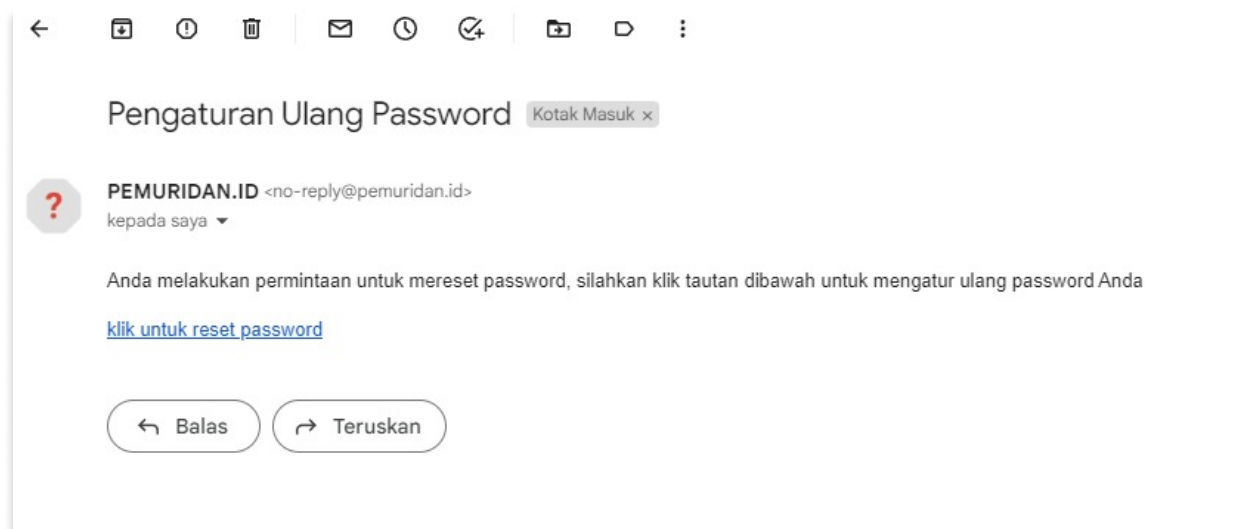 Pengaturan Ulang Password Kotak Masuk ×
?
PEMURIDAN.ID <no-reply@pemuridan.id>
kepada saya
Anda melakukan permintaan untuk mereset password, silahkan klik tautan dibawah untuk mengatur ulang password Anda
klik untuk reset password
Balas Teruskan